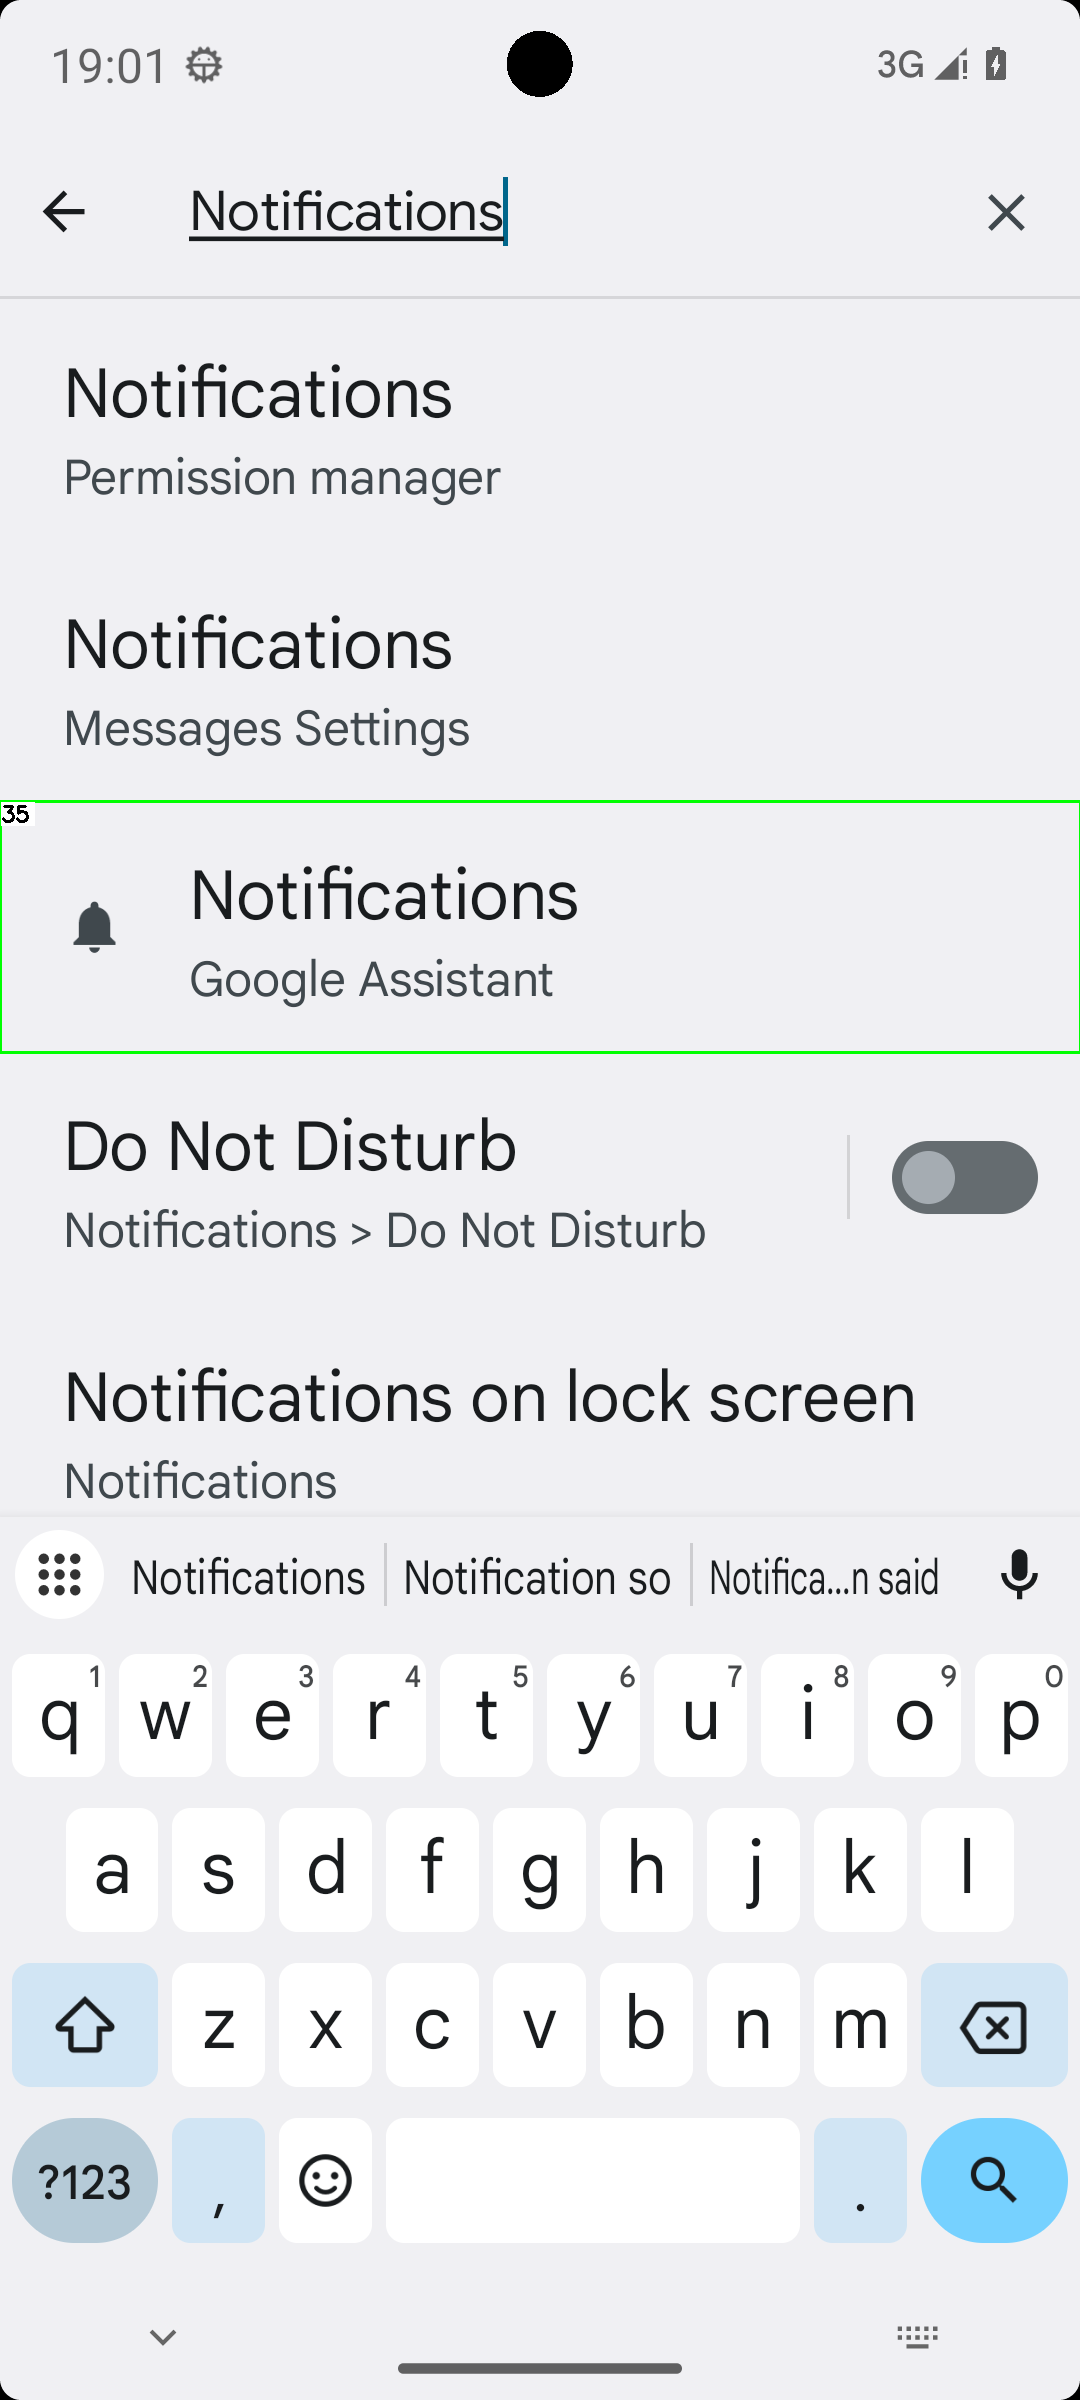 19:01
3G
Notifications
Notifications
Permission manager
Notifications
Messages Settings
35
Notifications
Google Assistant
Do Not Disturb
Notifications > Do Not Disturb
Notifications on lock screen
Notifications
Notifications
Notification so
Notifica...n said
q 1 w 2 e 3 r 4 t 5 y 6 u 7 i 8 o 9 p 0
a s d f g h j k l
z x c v b n m
?123 , .